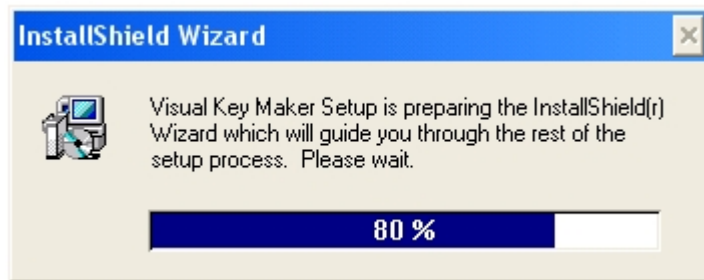 InstallShield Wizard
Visual Key Maker Setup is preparing the InstallShield(r)
Wizard which will guide you through the rest of the
setup process.  Please wait.
80 %